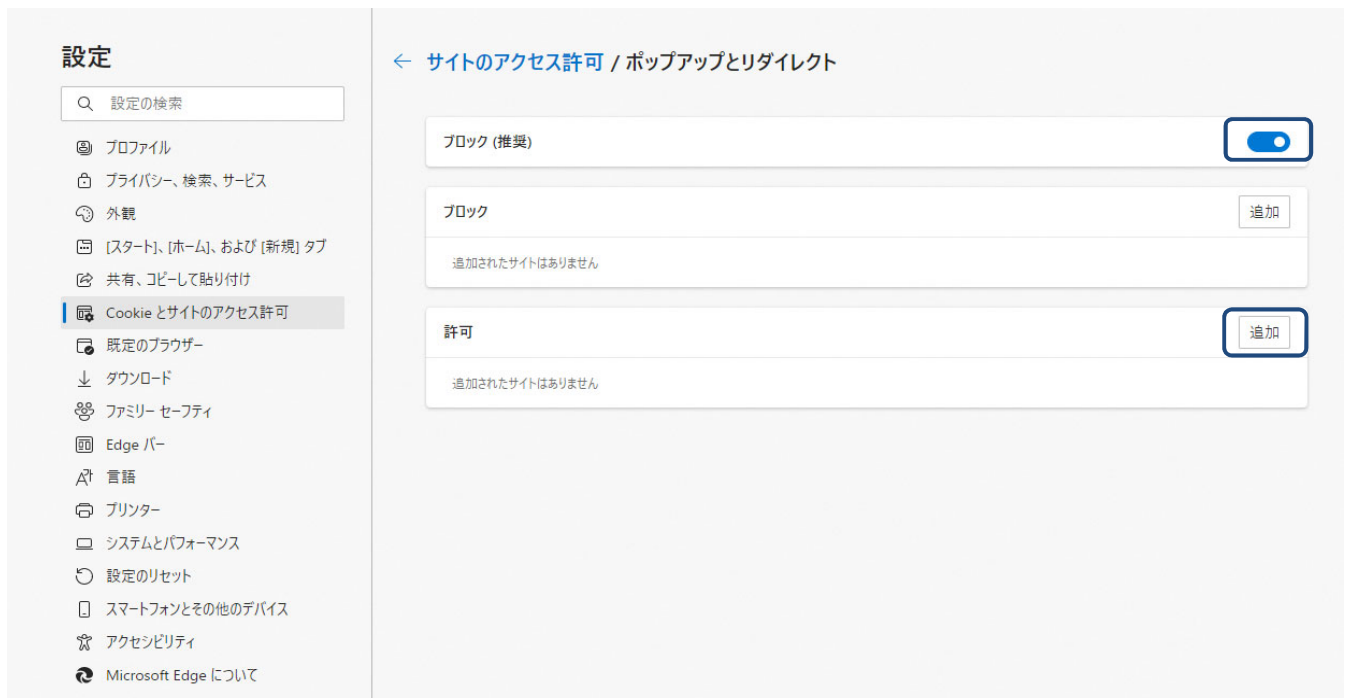 設定
設定の検索
プロファイル
プライバシー、検索、サービス
外観
[スタート]、[ホーム]、および [新規] タブ
共有、コピーして貼り付け
Cookie とサイトのアクセス許可
既定のブラウザー
ダウンロード
ファミリー セーフティ
Edge バー
言語
プリンター
システムとパフォーマンス
設定のリセット
スマートフォンとその他のデバイス
アクセシビリティ
Microsoft Edge について
← サイトのアクセス許可 / ポップアップとリダイレクト
ブロック (推奨)
ブロック 追加
追加されたサイトはありません
許可 追加
追加されたサイトはありません